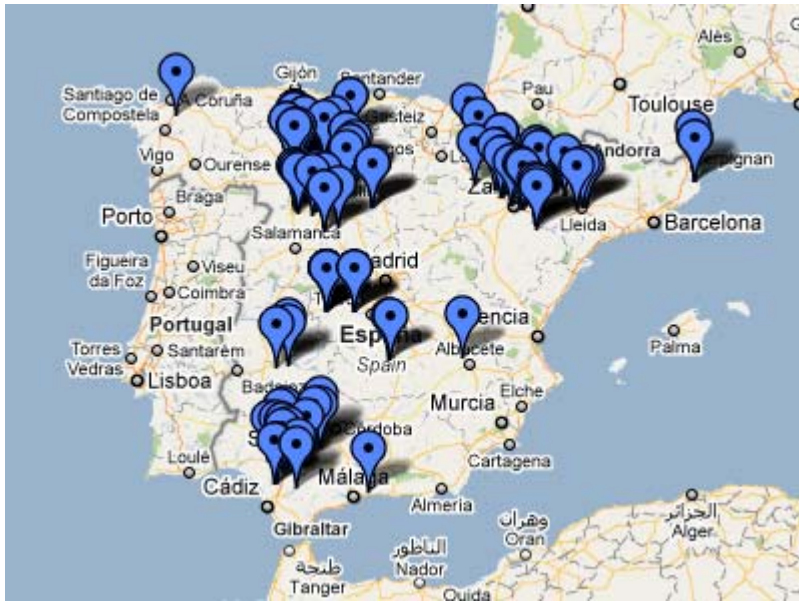 Alès
Gijón
Santander
Pau
Toulouse
Santiago de
Compostela
A Coruña
Gasteiz
Andorra
Vigo
Ourense
Braga
Porto
Lleida
Barcelona
Salamanca
Figueira
da Foz
Viseu
Coimbra
Portugal
España
Spain
Palma
Torres
Vedras
Santarém
Lisboa
Albacete
Elche
Murcia
Cartagena
Loulé
Cádiz
Málaga
Almería
Gibraltar
الجزائر
Alger
وهران
Oran
الناظور
Nador
طنجة
Tanger
Oujda